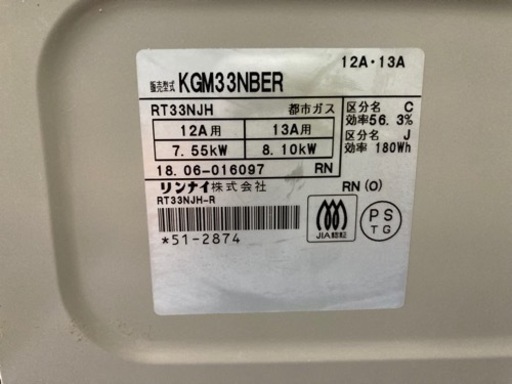 12A・13A
販売型式 KGM33NBER
RT33NJH 都市ガス
12A用 13A用
7.55kW 8.10kW
区分名 C
効率56.3%
区分名 J
効率 180Wh
18.06-016097 RN
リンナイ株式会社
RT33NJH-R
RN(O)
*51-2874
JIA認証
PS
TG